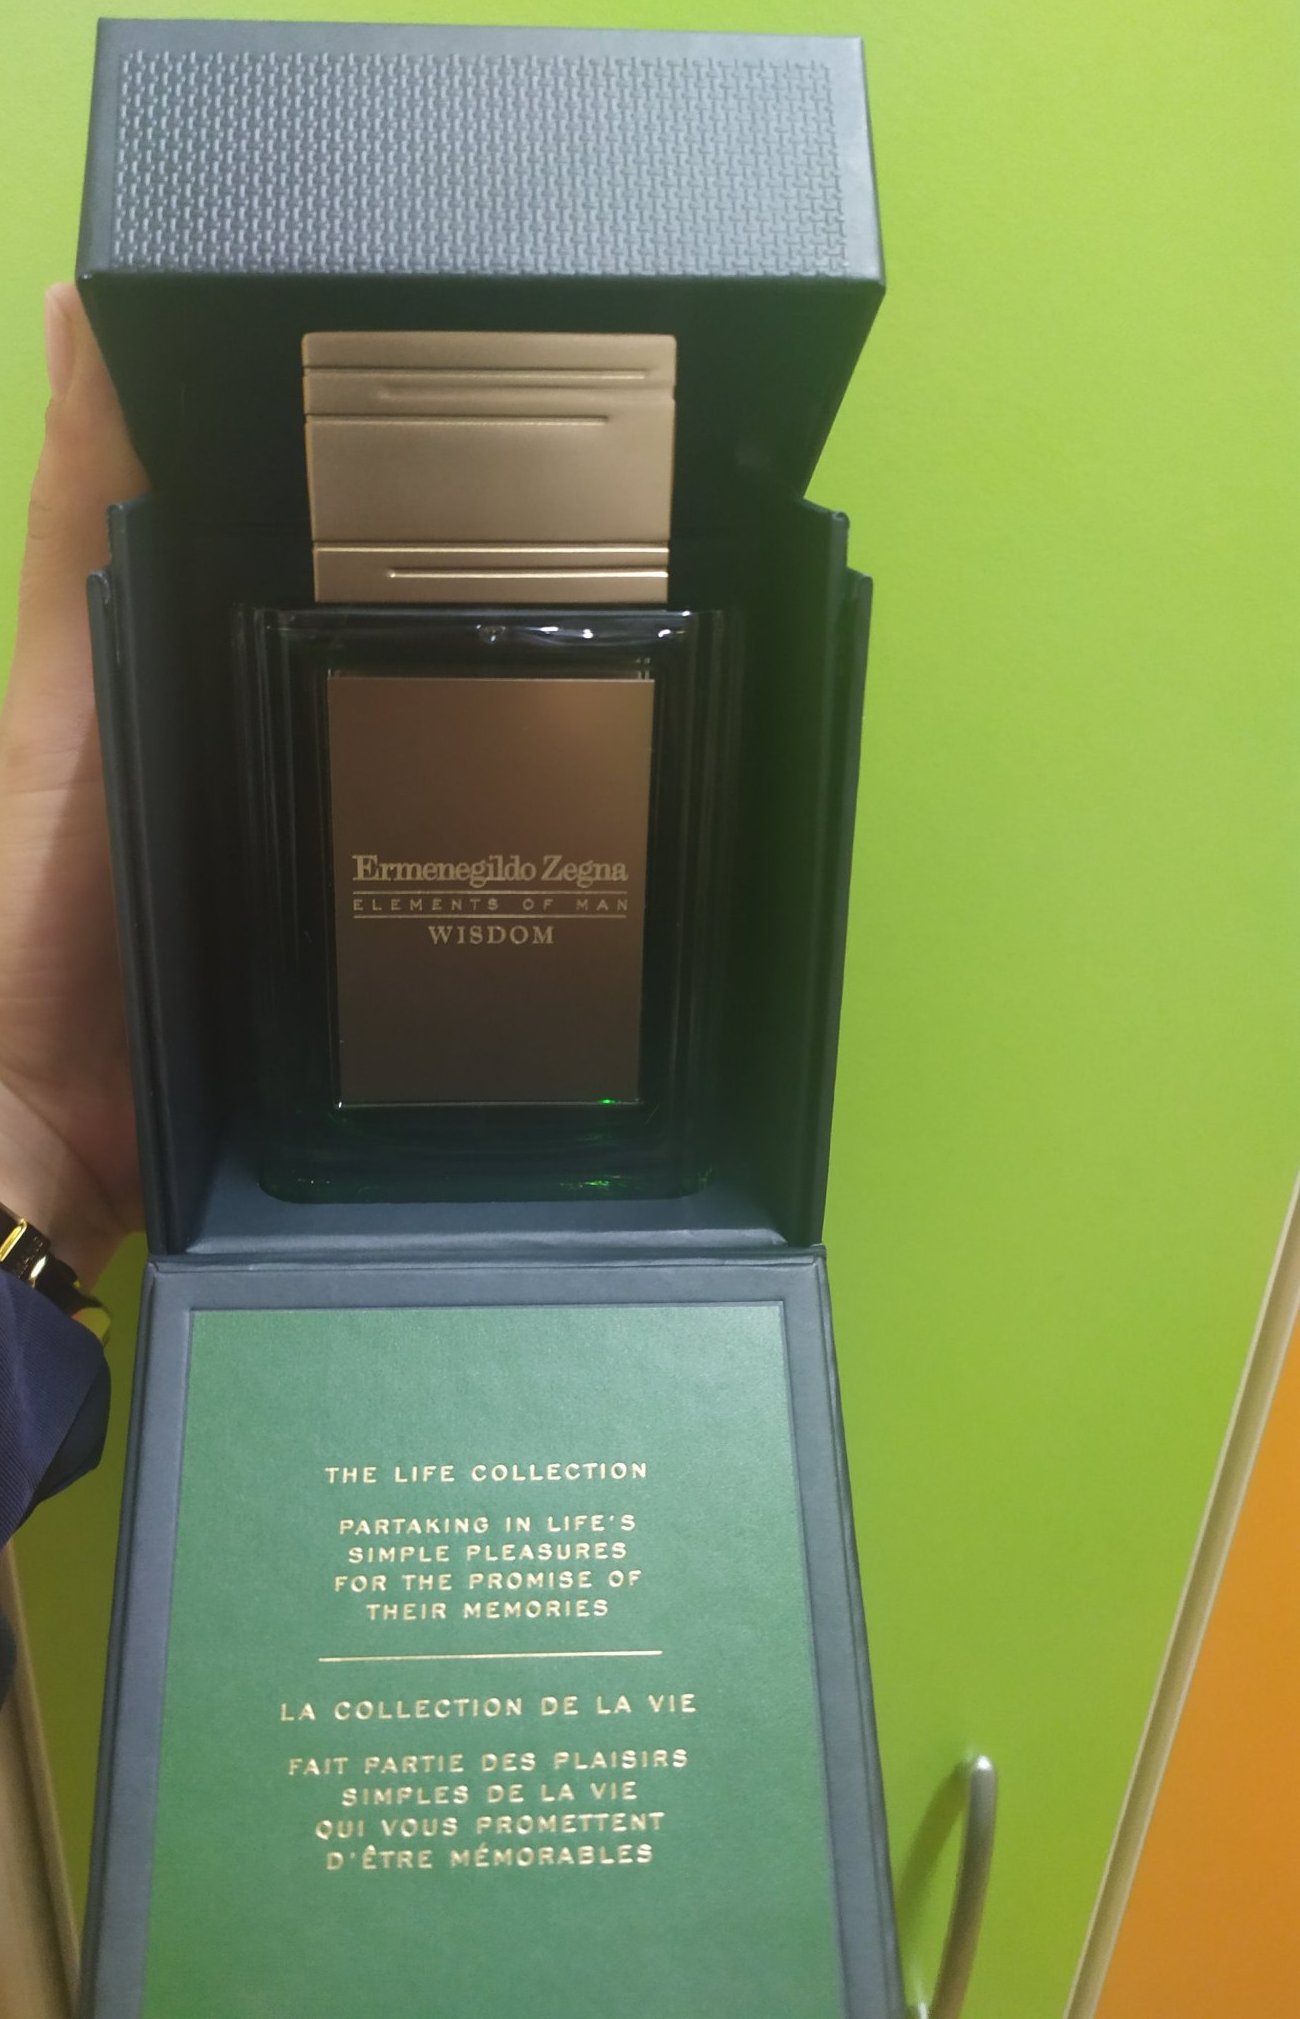 Ermenegildo Zegna
ELEMENTS OF MAN
WISDOM
THE LIFE COLLECTION
PARTAKING IN LIFE'S
SIMPLE PLEASURES
FOR THE PROMISE OF
THEIR MEMORIES
LA COLLECTION DE LA VIE
FAIT PARTIE DES PLAISIRS
SIMPLES DE LA VIE
QUI VOUS PROMETTENT
D'ÊTRE MÉMORABLES